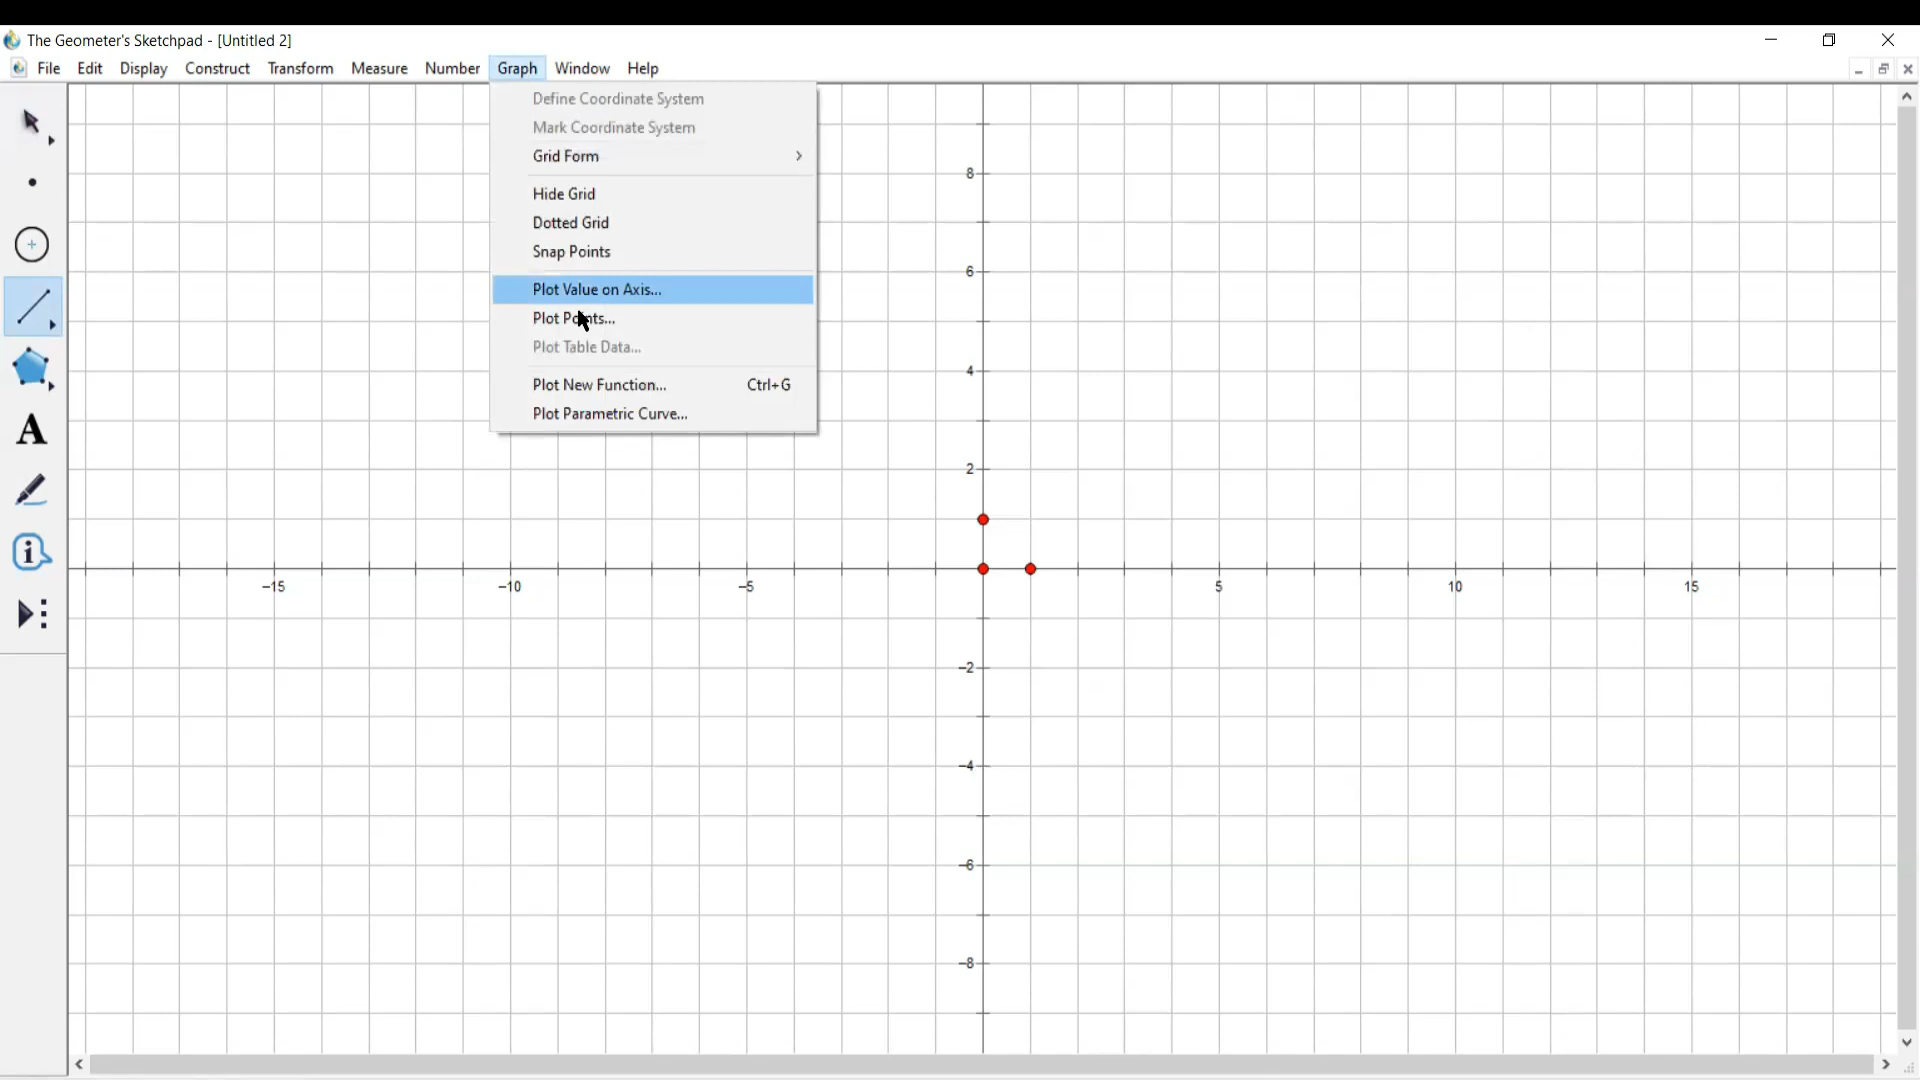 The Geometer's Sketchpad - [Untitled 2]
File Edit Display Construct Transform Measure Number Graph Window Help
Define Coordinate System
Mark Coordinate System
Grid Form
Hide Grid
Dotted Grid
Snap Points
Plot Value on Axis...
Plot Points...
Plot Table Data...
Plot New Function... Ctrl+G
Plot Parametric Curve...
A
i
8
6
4
2
-15 -10 -5 5 10 15
-2
-4
-6
-8